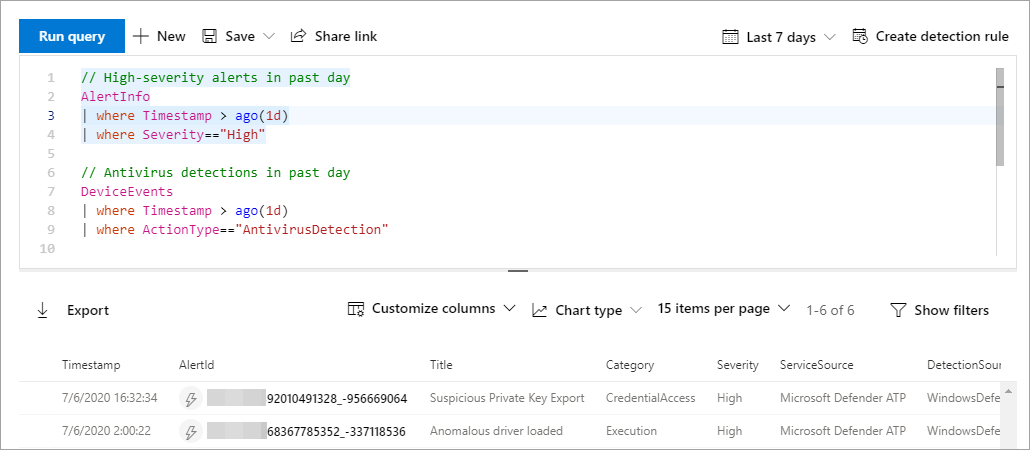 Run query New Save Share link Last 7 days Create detection rule
1 // High-severity alerts in past day
2 AlertInfo
3 | where Timestamp > ago(1d)
4 | where Severity=="High"
5
6 // Antivirus detections in past day
7 DeviceEvents
8 | where Timestamp > ago(1d)
9 | where ActionType=="AntivirusDetection"
10
Export Customize columns Chart type 15 items per page 1-6 of 6 Show filters
Timestamp AlertId Title Category Severity ServiceSource DetectionSour
7/6/2020 16:32:34 92010491328_-956669064 Suspicious Private Key Export CredentialAccess High Microsoft Defender ATP WindowsDefe
7/6/2020 2:00:22 68367785352_-337118536 Anomalous driver loaded Execution High Microsoft Defender ATP WindowsDefe